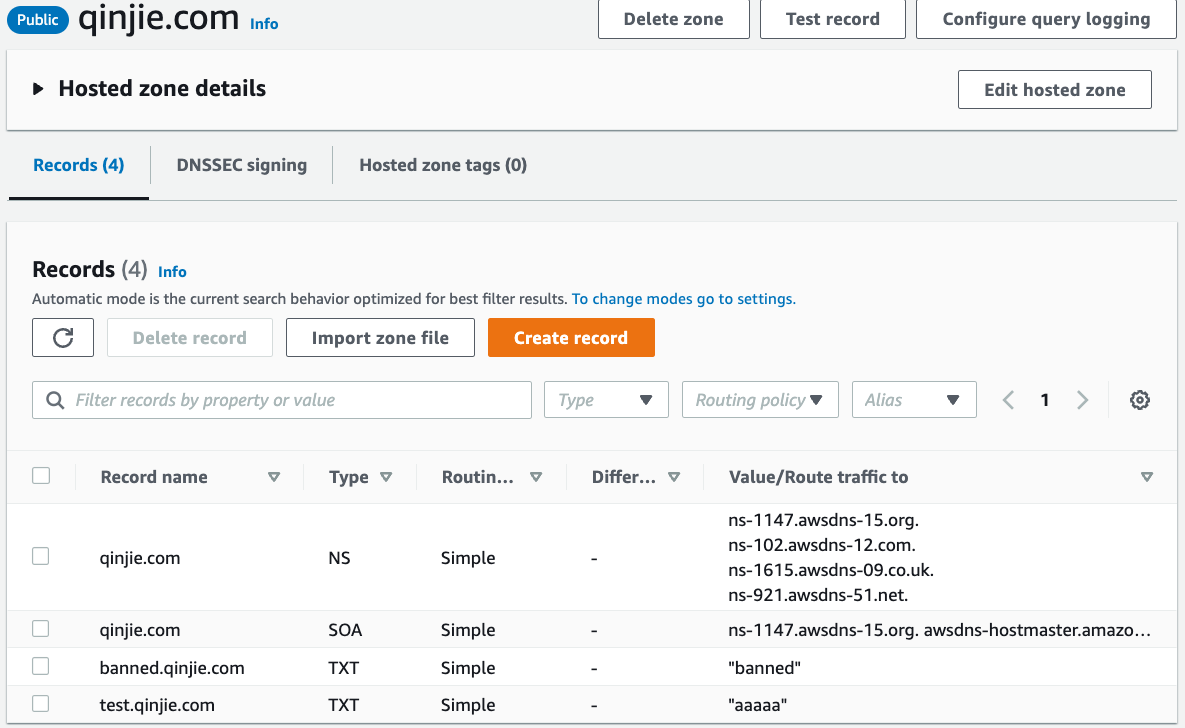 Public qinjie.com Info Delete zone Test record Configure query logging
Hosted zone details Edit hosted zone
Records (4) DNSSEC signing Hosted zone tags (0)
Records (4) Info
Automatic mode is the current search behavior optimized for best filter results. To change modes go to settings.
Delete record Import zone file Create record
Filter records by property or value Type Routing policy Alias 1
Record name Type Routin... Differ... Value/Route traffic to
ns-1147.awsdns-15.org.
ns-102.awsdns-12.com.
qinjie.com NS Simple -
ns-1615.awsdns-09.co.uk.
ns-921.awsdns-51.net.
qinjie.com SOA Simple - ns-1147.awsdns-15.org. awsdns-hostmaster.amazo...
banned.qinjie.com TXT Simple - "banned"
test.qinjie.com TXT Simple - "aaaaa"